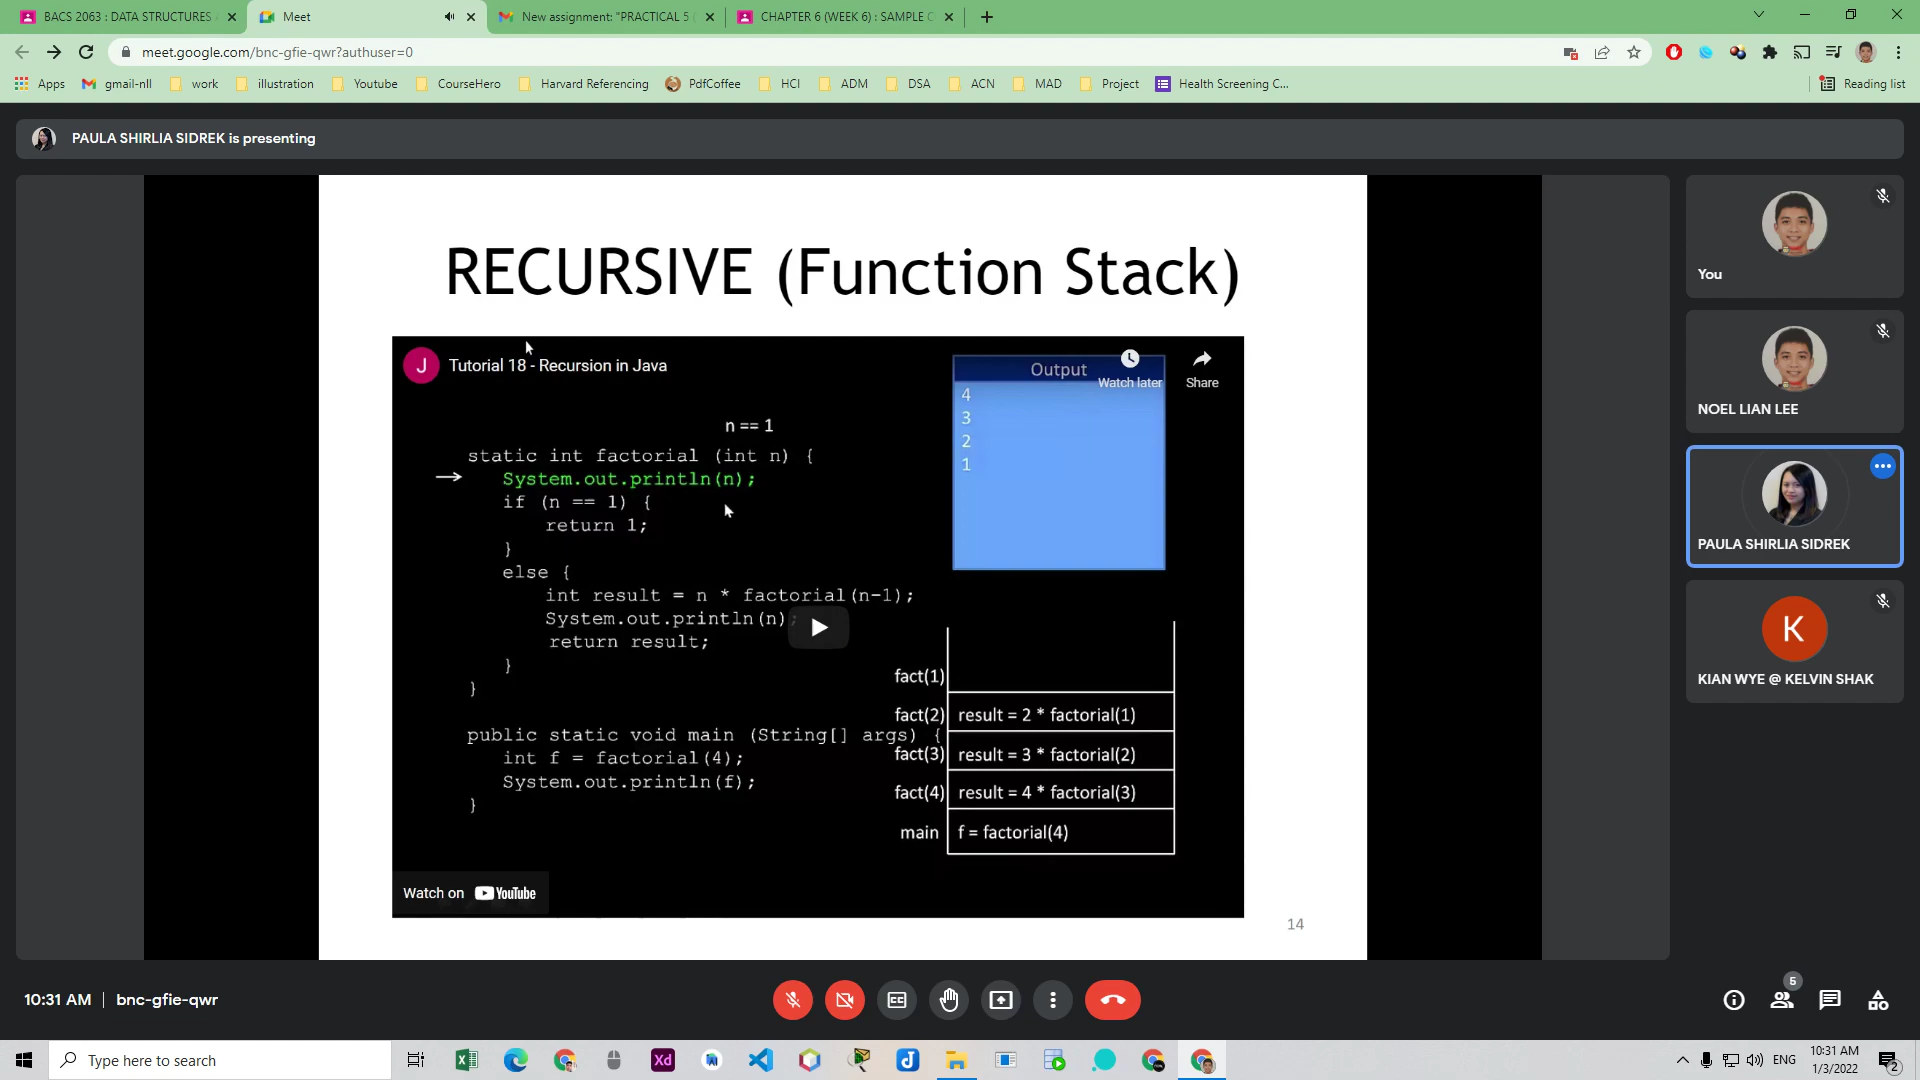 BACS 2063 : DATA STRUCTURES
Meet
New assignment: "PRACTICAL 5
CHAPTER 6 (WEEK 6) : SAMPLE C
meet.google.com/bnc-gfie-qwr?authuser=0
Apps
gmail-nll
work
illustration
Youtube
CourseHero
Harvard Referencing
PdfCoffee
HCI
ADM
DSA
ACN
MAD
Project
Health Screening C...
Reading list
PAULA SHIRLIA SIDREK is presenting
RECURSIVE (Function Stack)
J
Tutorial 18 - Recursion in Java
Output
Watch later
Share
4
3
2
1
n == 1
static int factorial (int n) {
System.out.println(n);
if (n == 1) {
return 1;
}
else {
int result = n * factorial(n-1);
System.out.println(n);
return result;
}
}
public static void main (String[] args) {
int f = factorial(4);
System.out.println(f);
}
fact(1)
fact(2) result = 2 * factorial(1)
fact(3) result = 3 * factorial(2)
fact(4) result = 4 * factorial(3)
main f = factorial(4)
Watch on YouTube
14
You
NOEL LIAN LEE
PAULA SHIRLIA SIDREK
K
KIAN WYE @ KELVIN SHAK
10:31 AM | bnc-gfie-qwr
5
Type here to search
Xd
ENG
10:31 AM
1/3/2022
2